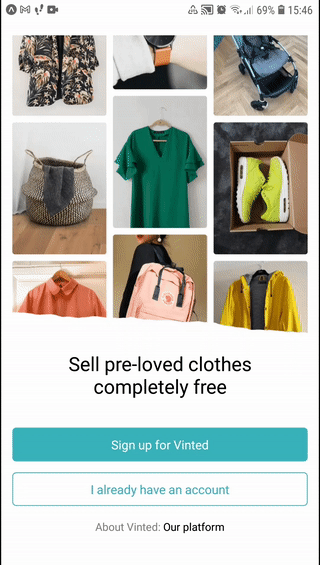 69% 15:46
Sell pre-loved clothes
completely free
Sign up for Vinted
I already have an account
About Vinted: Our platform